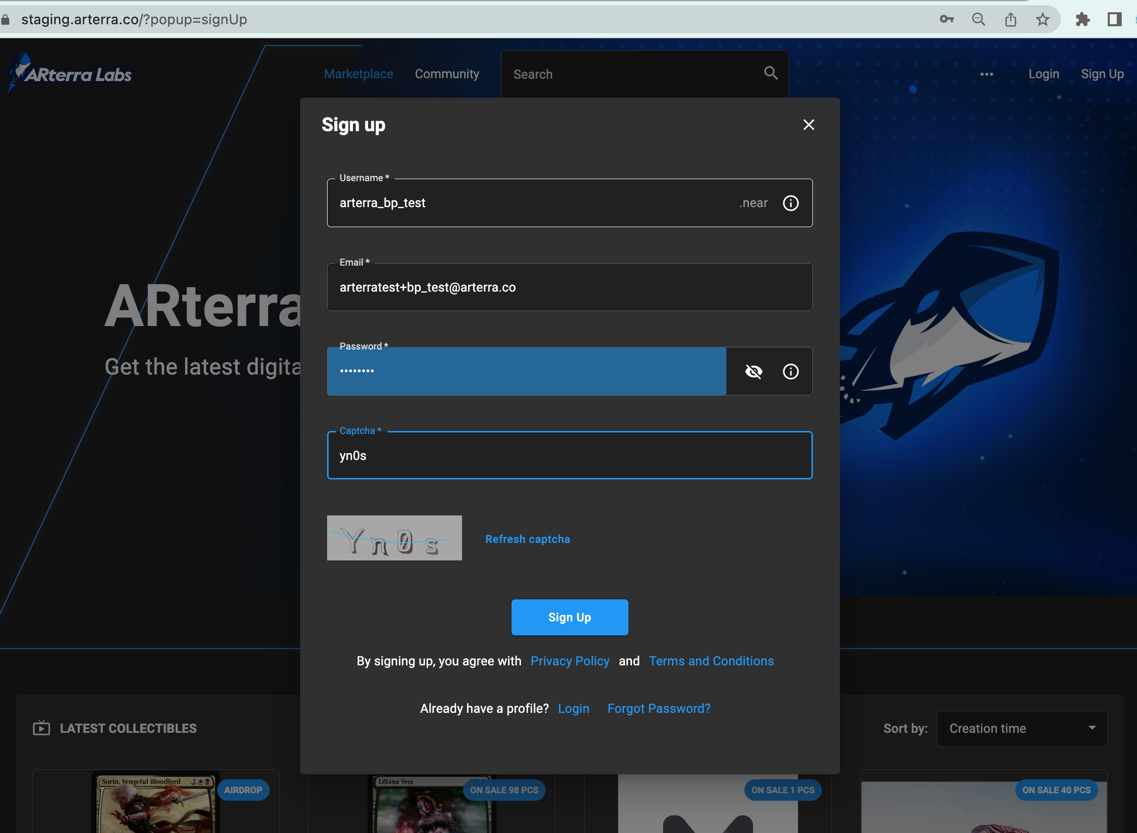 staging.arterra.co/?popup=signUp
ARterra Labs
Marketplace Community Search ••• Login Sign Up
Sign up
Username *
arterra_bp_test .near
Email *
ARterra
arterratest+bp_test@arterra.co
Password *
Get the latest digita
••••••••
Captcha *
yn0s
Yn0s Refresh captcha
Sign Up
By signing up, you agree with Privacy Policy and Terms and Conditions
Already have a profile? Login Forgot Password?
LATEST COLLECTIBLES Sort by: Creation time
Sorin, Vengeful Bloodlord AIRDROP
Liliana Vess ON SALE 98 PCS
ON SALE 1 PCS
ON SALE 40 PCS